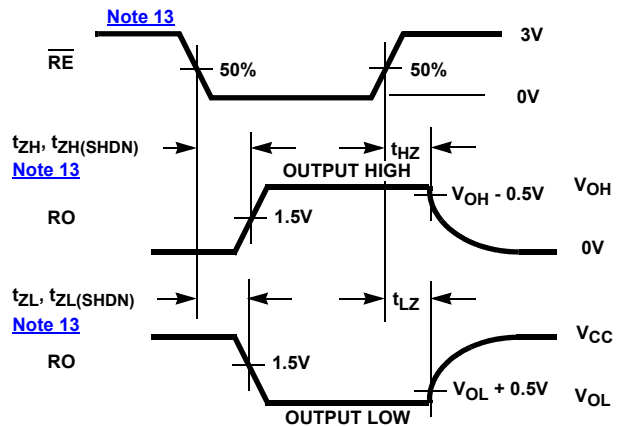 Note 13
3V
RE
50%
50%
0V
tZH, tZH(SHDN)
tHZ
Note 13
OUTPUT HIGH
VOH - 0.5V
VOH
RO
1.5V
0V
tZL, tZL(SHDN)
tLZ
Note 13
VCC
RO
1.5V
VOL + 0.5V
VOL
OUTPUT LOW